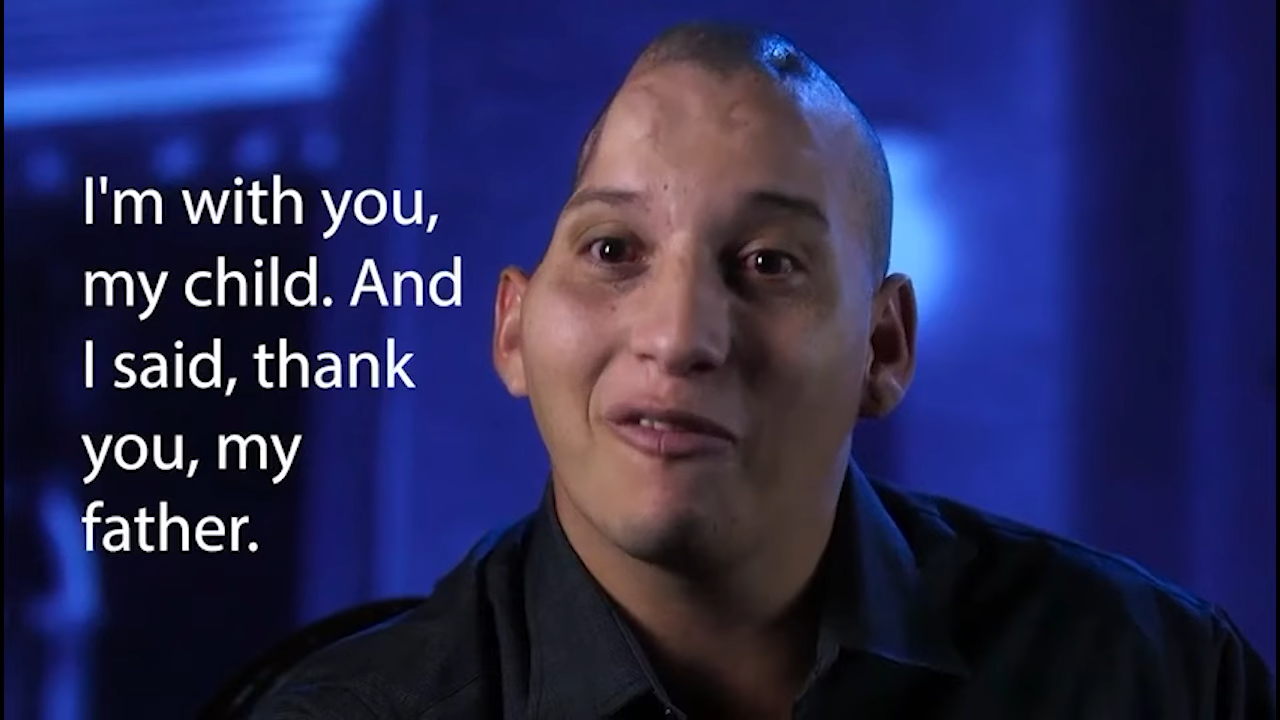 I'm with you,
my child. And
I said, thank
you, my
father.